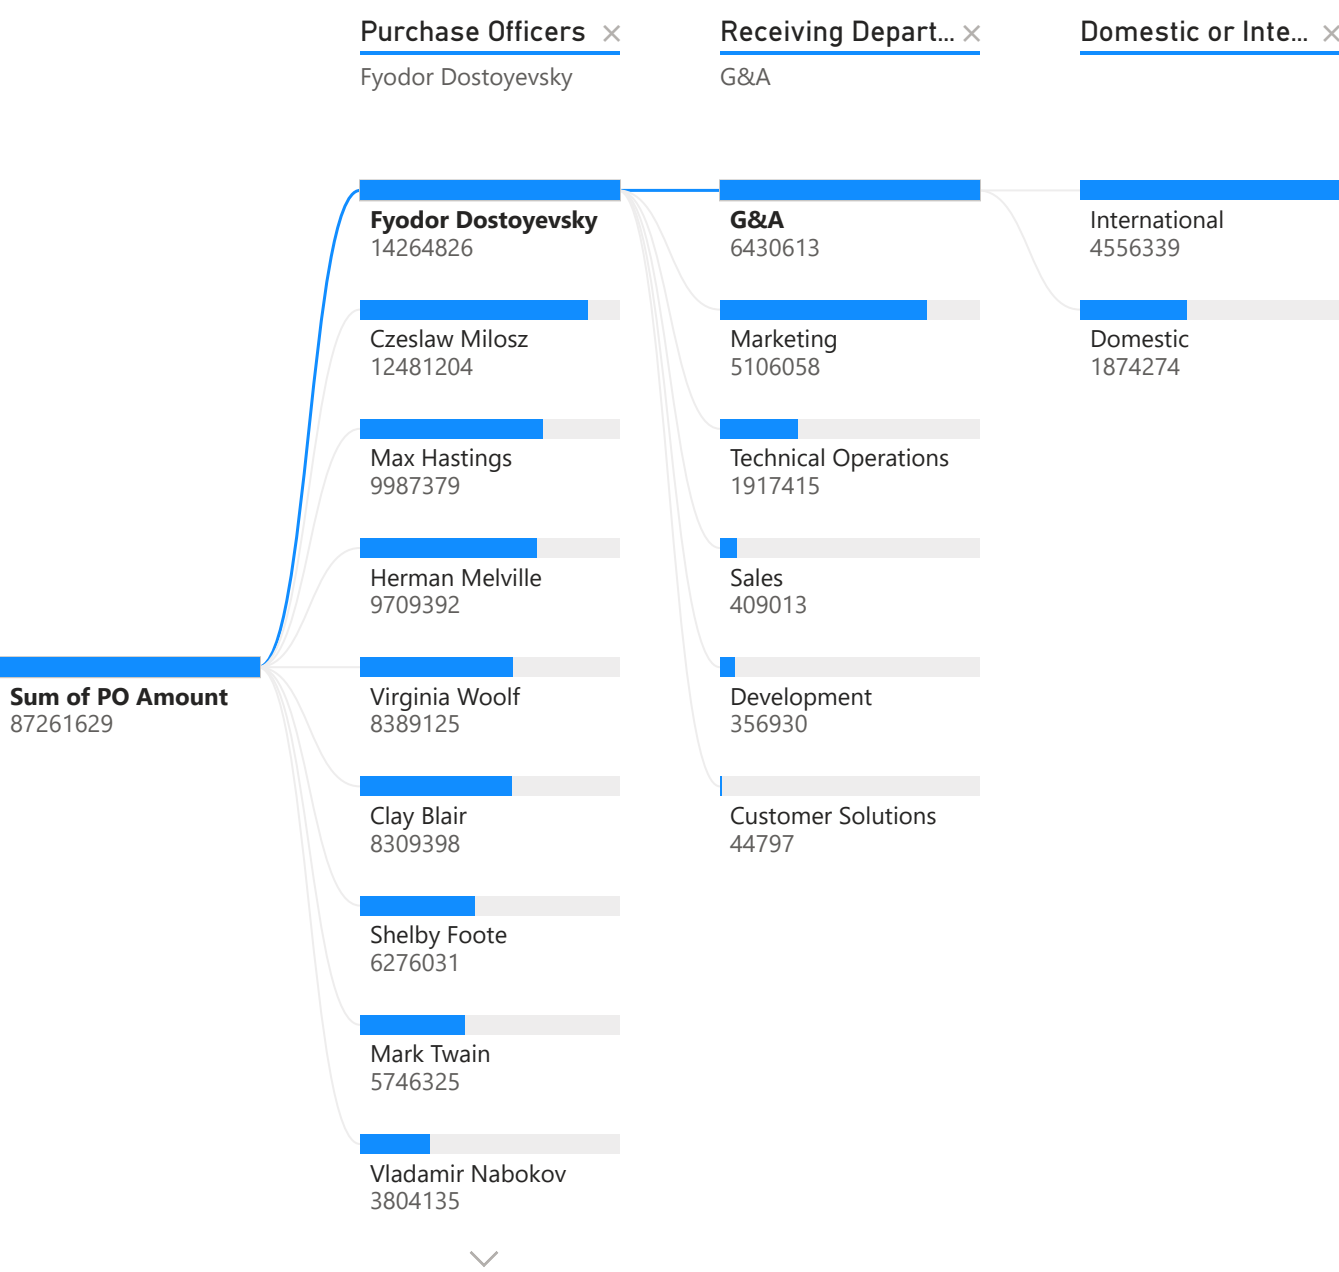 Purchase Officers
Fyodor Dostoyevsky
Receiving Depart...
G&A
Domestic or Inte...
Sum of PO Amount
87261629
Fyodor Dostoyevsky
14264826
Czeslaw Milosz
12481204
Max Hastings
9987379
Herman Melville
9709392
Virginia Woolf
8389125
Clay Blair
8309398
Shelby Foote
6276031
Mark Twain
5746325
Vladamir Nabokov
3804135
G&A
6430613
Marketing
5106058
Technical Operations
1917415
Sales
409013
Development
356930
Customer Solutions
44797
International
4556339
Domestic
1874274